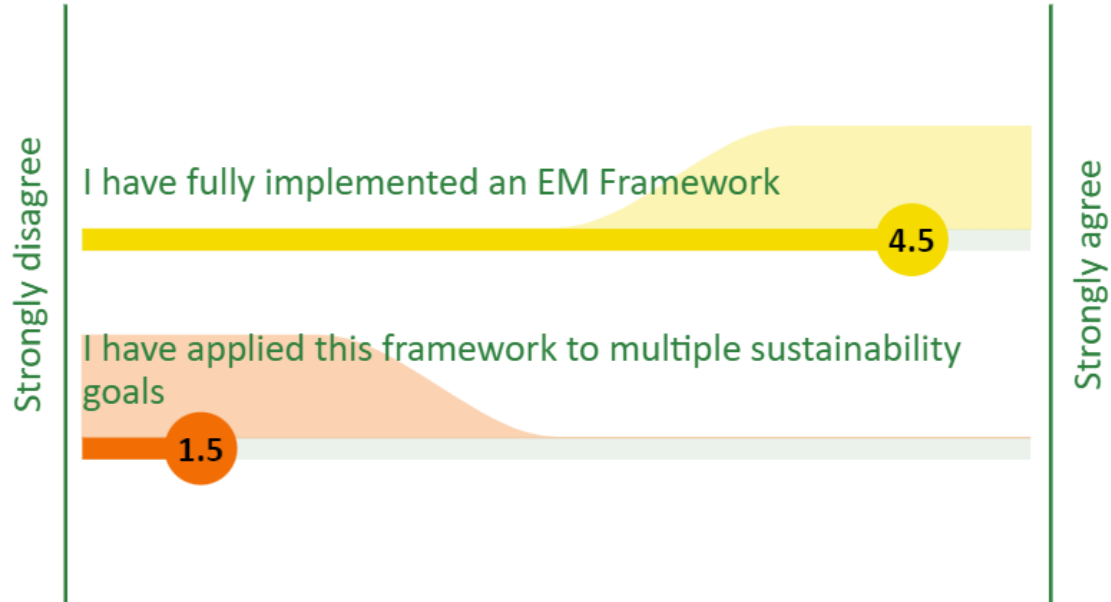 Strongly disagree
I have fully implemented an EM Framework
4.5
I have applied this framework to multiple sustainability
goals
1.5
Strongly agree